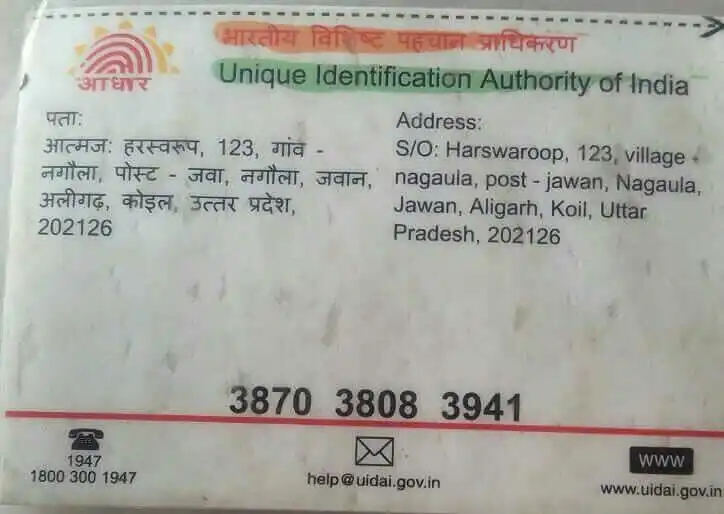 भारतीय विशिष्ट पहचान प्राधिकरण
आधार
Unique Identification Authority of India
पता:
आत्मज: हरस्वरूप, 123, गांव -
नगौला, पोस्ट - जवा, नगौला, जवान,
अलीगढ़, कोइल, उत्तर प्रदेश,
202126
Address:
S/O: Harswaroop, 123, village -
nagaula, post - jawan, Nagaula,
Jawan, Aligarh, Koil, Uttar
Pradesh, 202126
3870 3808 3941
1947
1800 300 1947
help@uidai.gov.in
www
www.uidai.gov.in